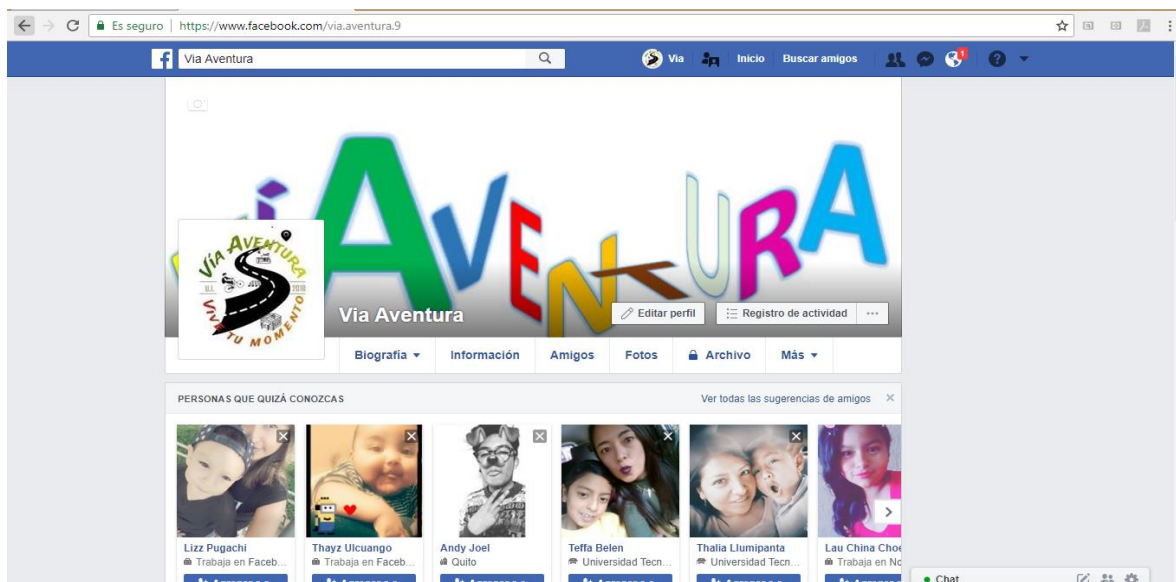 Es seguro | https://www.facebook.com/via.aventura.9
Via Aventura
Via
Inicio
Buscar amigos
1
VÍA AVENTURA
VÍA AVENTURA
U.I. 2018
VIVE TU MOMENTO
Via Aventura
Editar perfil
Registro de actividad
Biografía
Información
Amigos
Fotos
Archivo
Más
PERSONAS QUE QUIZÁ CONOZCAS
Ver todas las sugerencias de amigos
Lizz Pugachi
Trabaja en Faceb...
Thayz Ulcuango
Trabaja en Faceb...
Andy Joel
Quito
Teffa Belen
Universidad Tecn...
Thalia Llumipanta
Universidad Tecn...
Lau China Choe
Trabaja en No
Chat